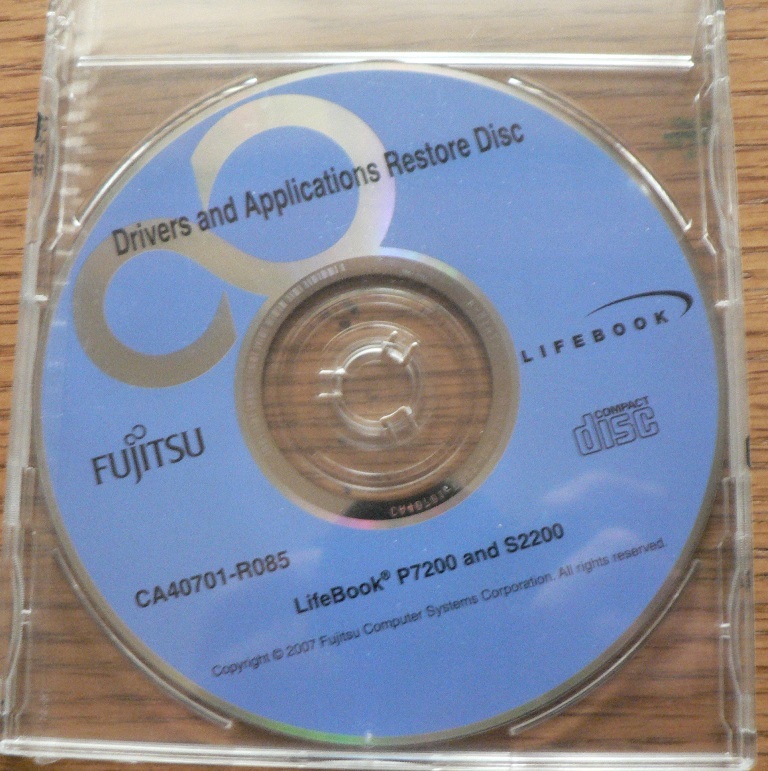 Drivers and Applications Restore Disc
LIFEBOOK
COMPACT
disc
FUJITSU
CA40701-R085
LifeBook® P7200 and S2200
Copyright © 2007 Fujitsu Computer Systems Corporation. All rights reserved.